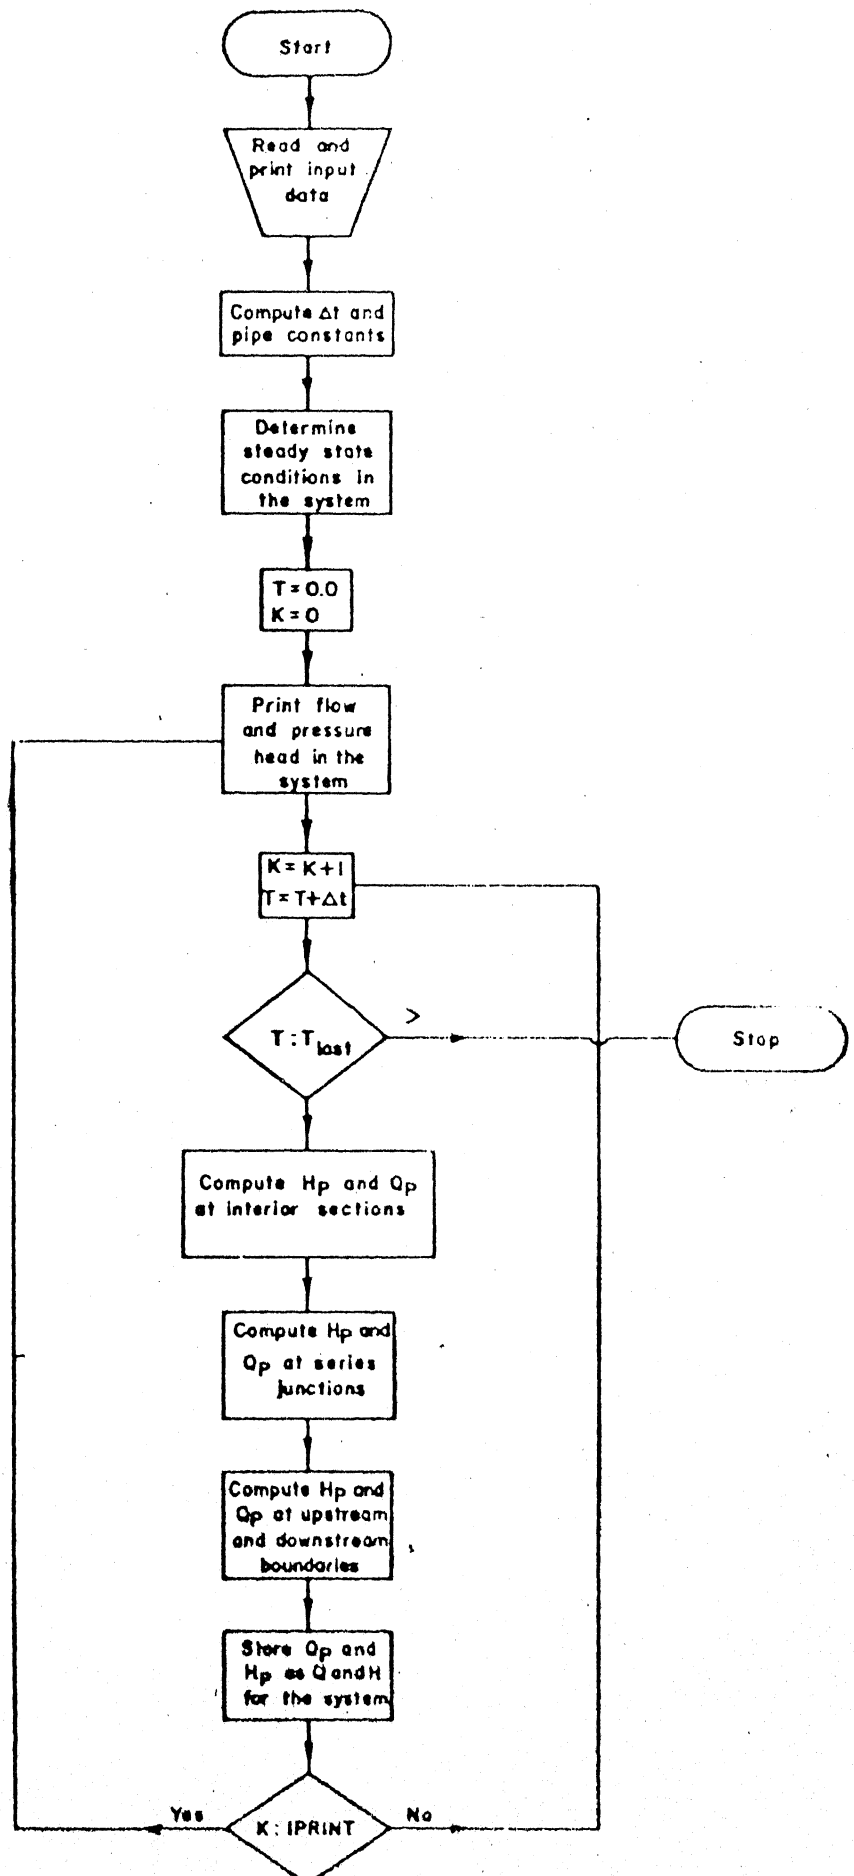 Start
Read and
print input
data
Compute Δt and
pipe constants
Determine
steady state
conditions in
the system
T = 0.0
K = 0
Print flow
and pressure
head in the
system
K = K+1
T = T+Δt
>
T : Tlast
Stop
Compute Hp and Qp
at interior sections
Compute Hp and
Qp at series
junctions
Compute Hp and
Qp at upstream
and downstream
boundaries
Store Qp and
Hp as Q and H
for the system
Yes
K : IPRINT
No